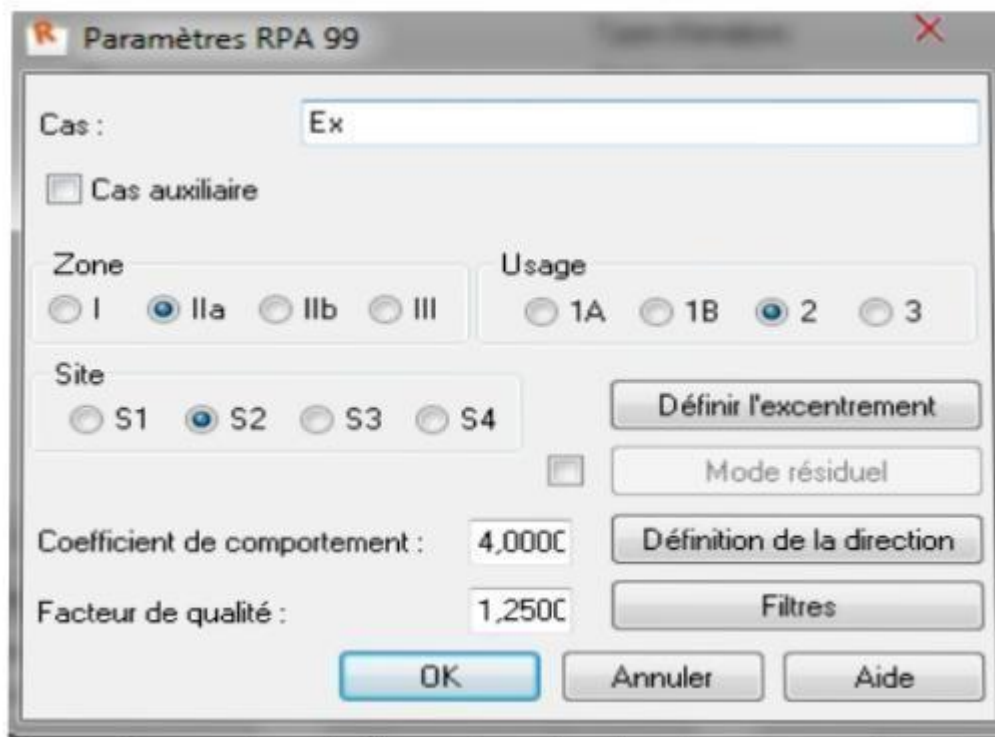 Paramètres RPA 99
Cas : Ex
Cas auxiliaire
Zone
I IIa IIb III
Usage
1A 1B 2 3
Site
S1 S2 S3 S4
Définir l'excentrement
Mode résiduel
Coefficient de comportement : 4,0000
Définition de la direction
Facteur de qualité : 1,2500
Filtres
OK Annuler Aide